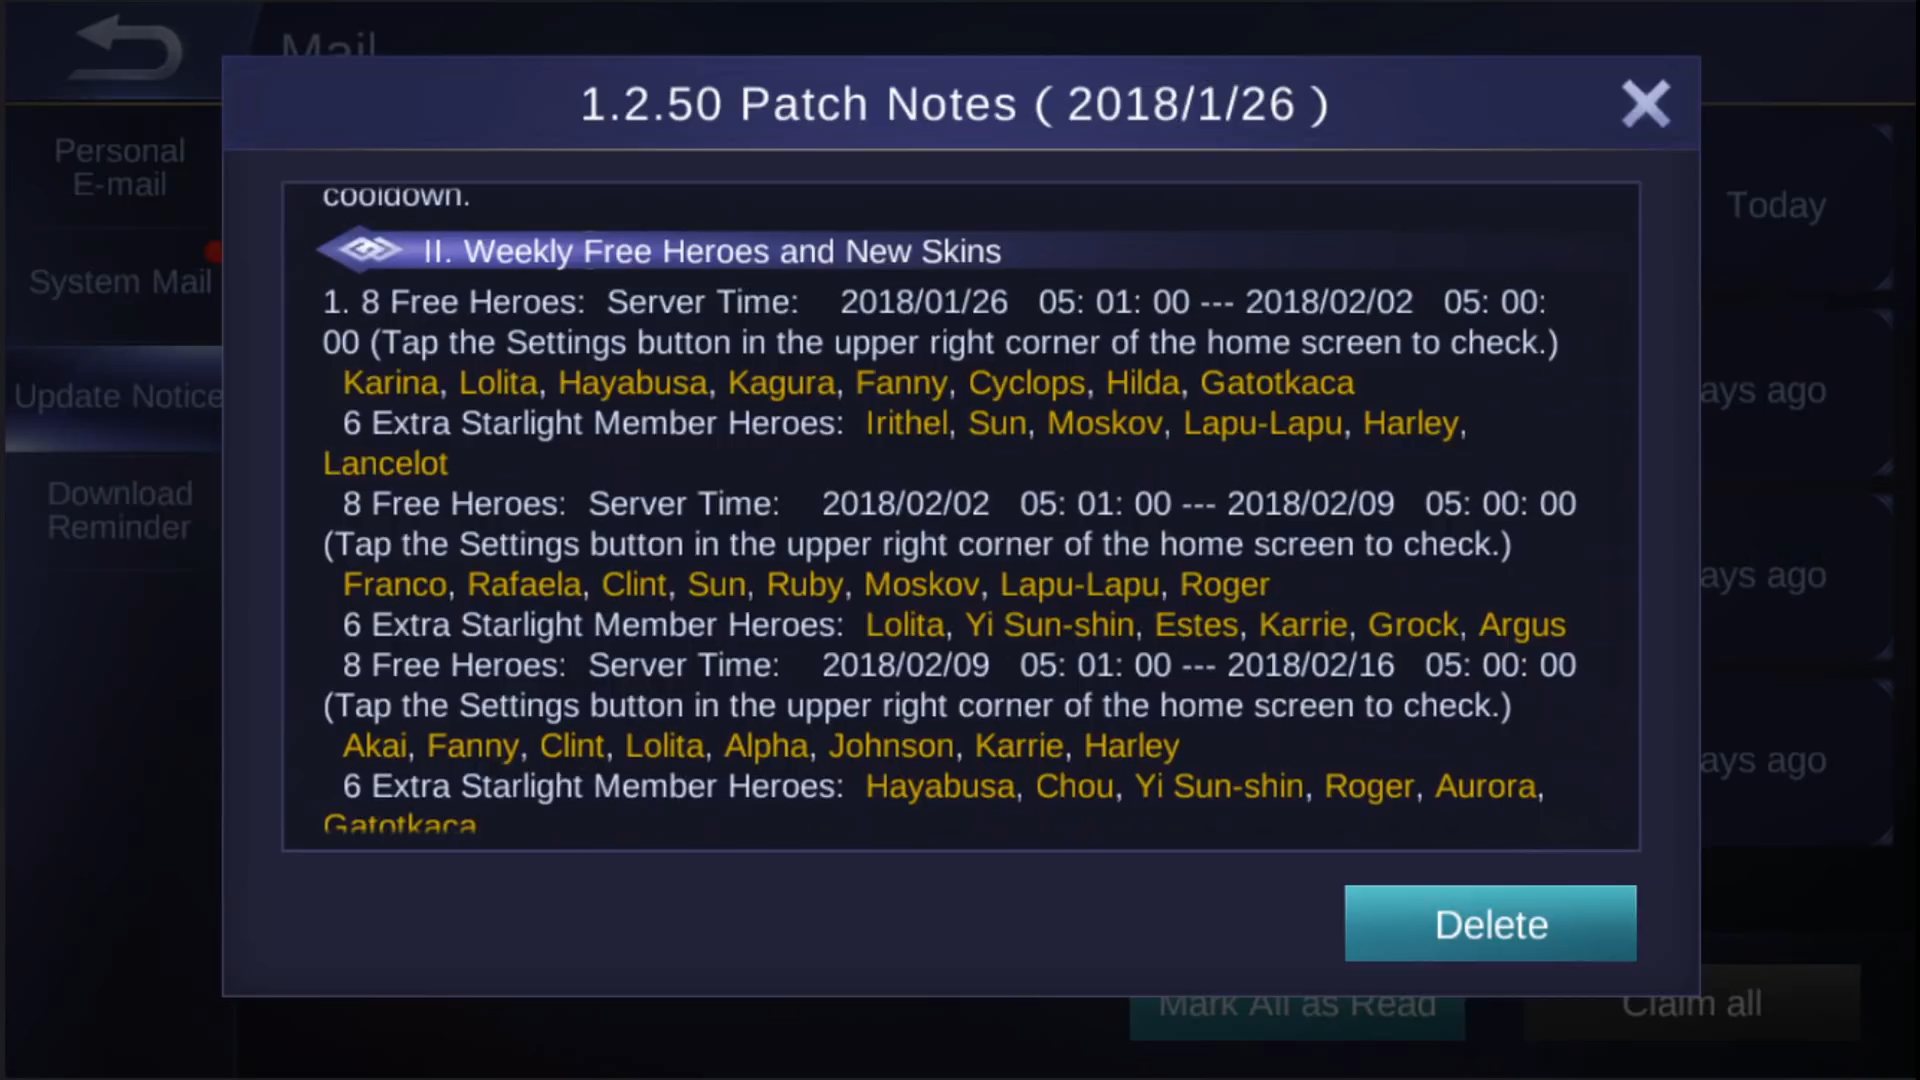 Mail
1.2.50 Patch Notes ( 2018/1/26 )
Personal
E-mail
System Mail
Update Notice
Download
Reminder
Today
ays ago
ays ago
ays ago
cooldown.
II. Weekly Free Heroes and New Skins
1. 8 Free Heroes: Server Time: 2018/01/26 05: 01: 00 --- 2018/02/02 05: 00:
00 (Tap the Settings button in the upper right corner of the home screen to check.)
Karina, Lolita, Hayabusa, Kagura, Fanny, Cyclops, Hilda, Gatotkaca
6 Extra Starlight Member Heroes: Irithel, Sun, Moskov, Lapu-Lapu, Harley,
Lancelot
8 Free Heroes: Server Time: 2018/02/02 05: 01: 00 --- 2018/02/09 05: 00: 00
(Tap the Settings button in the upper right corner of the home screen to check.)
Franco, Rafaela, Clint, Sun, Ruby, Moskov, Lapu-Lapu, Roger
6 Extra Starlight Member Heroes: Lolita, Yi Sun-shin, Estes, Karrie, Grock, Argus
8 Free Heroes: Server Time: 2018/02/09 05: 01: 00 --- 2018/02/16 05: 00: 00
(Tap the Settings button in the upper right corner of the home screen to check.)
Akai, Fanny, Clint, Lolita, Alpha, Johnson, Karrie, Harley
6 Extra Starlight Member Heroes: Hayabusa, Chou, Yi Sun-shin, Roger, Aurora,
Gatotkaca
Delete
Mark All as Read
Claim all